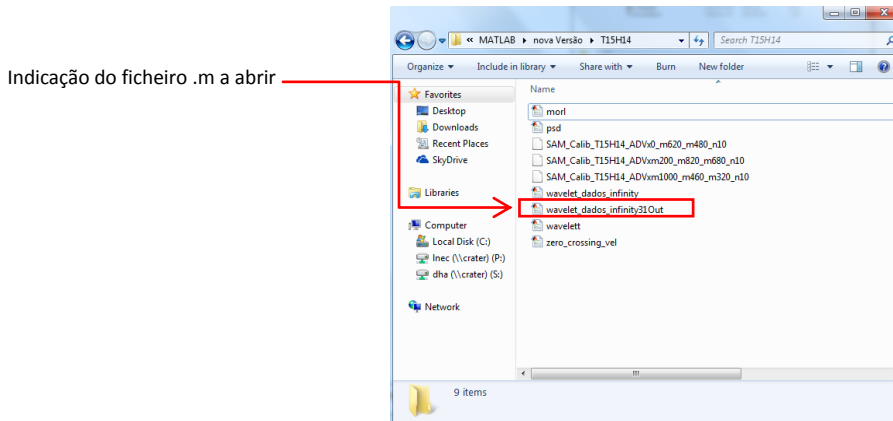 Indicação do ficheiro .m a abrir
« MATLAB ▸ nova Versão ▸ T15H14
Search T15H14
Organize
Include in library
Share with
Burn
New folder
Favorites
Desktop
Downloads
Recent Places
SkyDrive
Libraries
Computer
Local Disk (C:)
lnec (\\crater) (P:)
dha (\\crater) (S:)
Network
Name
morl
psd
SAM_Calib_T15H14_ADVx0_m620_m480_n10
SAM_Calib_T15H14_ADVxm200_m820_m680_n10
SAM_Calib_T15H14_ADVxm1000_m460_m320_n10
wavelet_dados_infinity
wavelet_dados_infinity31Out
wavelett
zero_crossing_vel
9 items